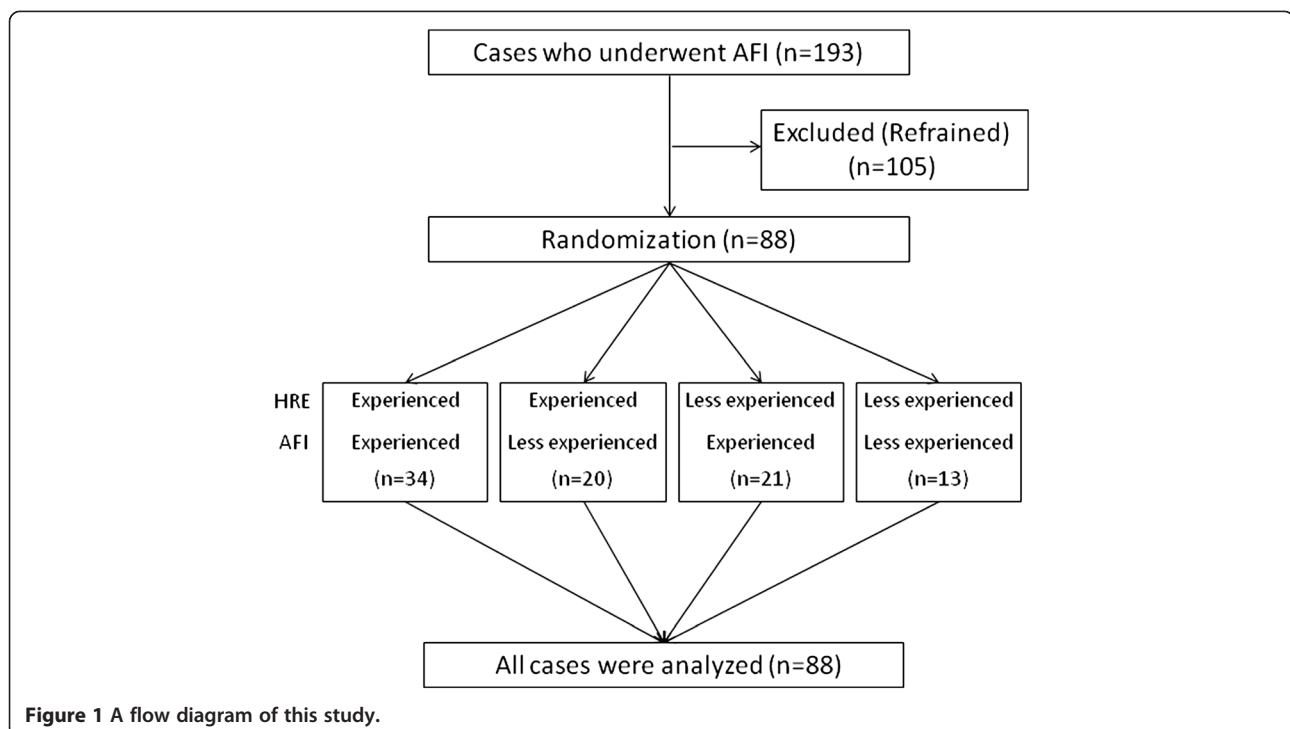 Cases who underwent AFI (n=193)
Excluded (Refrained)
(n=105)
Randomization (n=88)
HRE Experienced Experienced Less experienced Less experienced
AFI Experienced Less experienced Experienced Less experienced
(n=34) (n=20) (n=21) (n=13)
All cases were analyzed (n=88)
Figure 1 A flow diagram of this study.